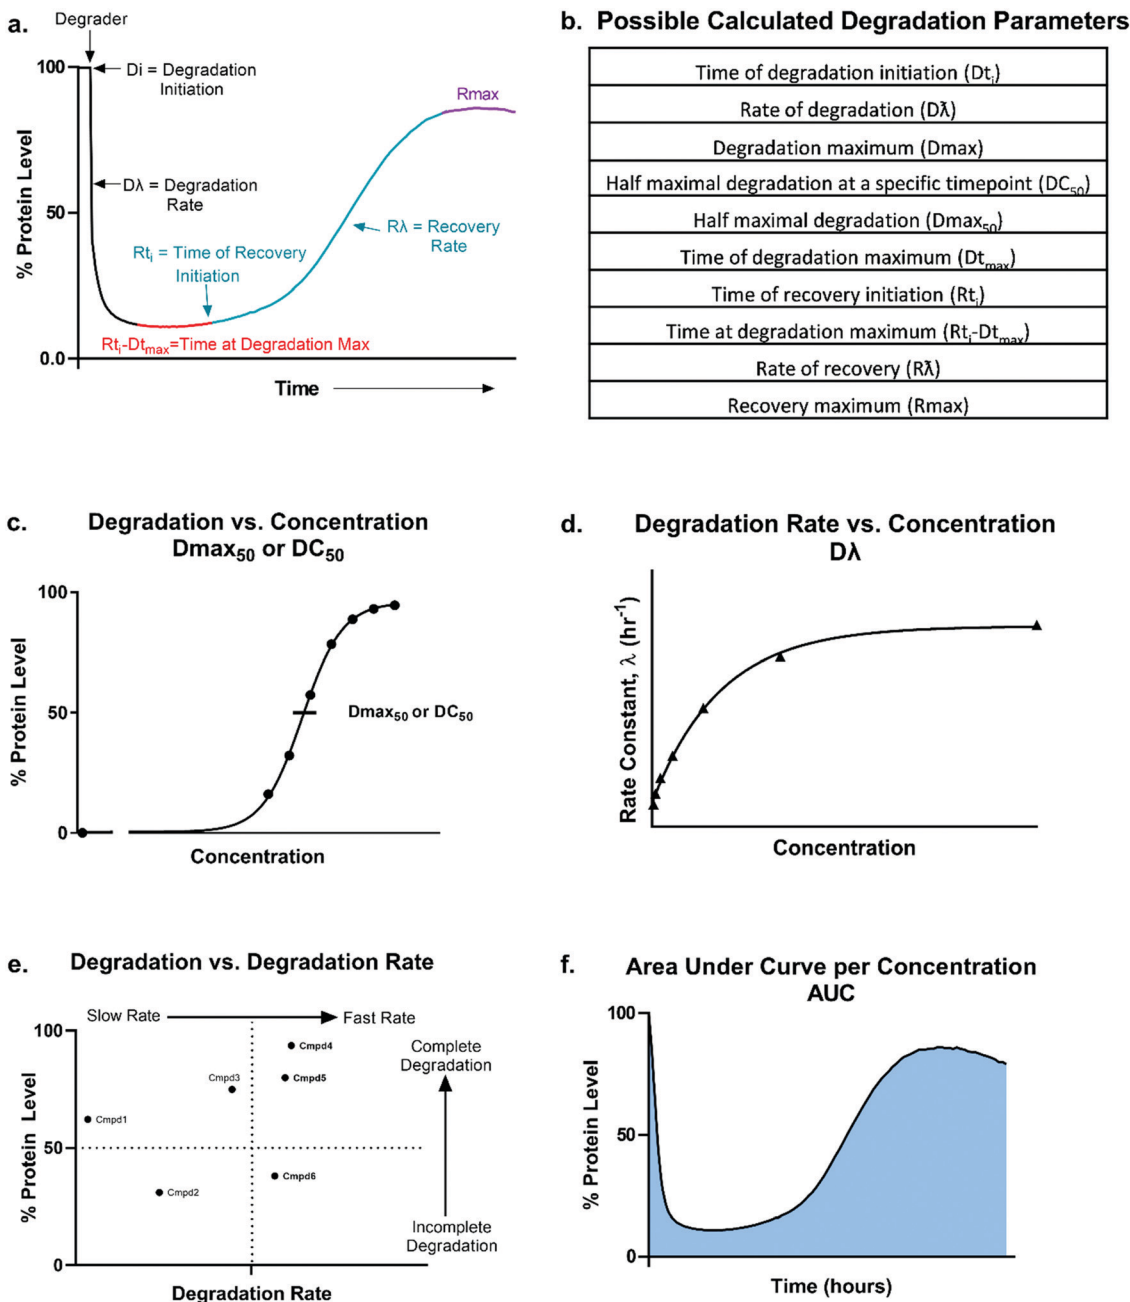 a.
Degrader
100
Di = Degradation
Initiation
Rmax
% Protein Level
Dλ = Degradation
Rate
50
Rλ = Recovery
Rate
Rtᵢ = Time of Recovery
Initiation
Rtᵢ-Dtₘₐₓ=Time at Degradation Max
0.0
Time
b. Possible Calculated Degradation Parameters
Time of degradation initiation (Dtᵢ)
Rate of degradation (Dƛ)
Degradation maximum (Dmax)
Half maximal degradation at a specific timepoint (DC₅₀)
Half maximal degradation (Dmax₅₀)
Time of degradation maximum (Dtₘₐₓ)
Time of recovery initiation (Rtᵢ)
Time at degradation maximum (Rtᵢ-Dtₘₐₓ)
Rate of recovery (Rƛ)
Recovery maximum (Rmax)
c. Degradation vs. Concentration
Dmax₅₀ or DC₅₀
100
% Protein Level
50
Dmax₅₀ or DC₅₀
0
Concentration
d. Degradation Rate vs. Concentration
Dλ
Rate Constant, λ (hr⁻¹)
Concentration
e. Degradation vs. Degradation Rate
Slow Rate
Fast Rate
100
Cmpd4
Complete
Degradation
Cmpd3
Cmpd5
Cmpd1
% Protein Level
50
Cmpd6
Cmpd2
Incomplete
Degradation
0
Degradation Rate
f. Area Under Curve per Concentration
AUC
100
% Protein Level
50
0
Time (hours)